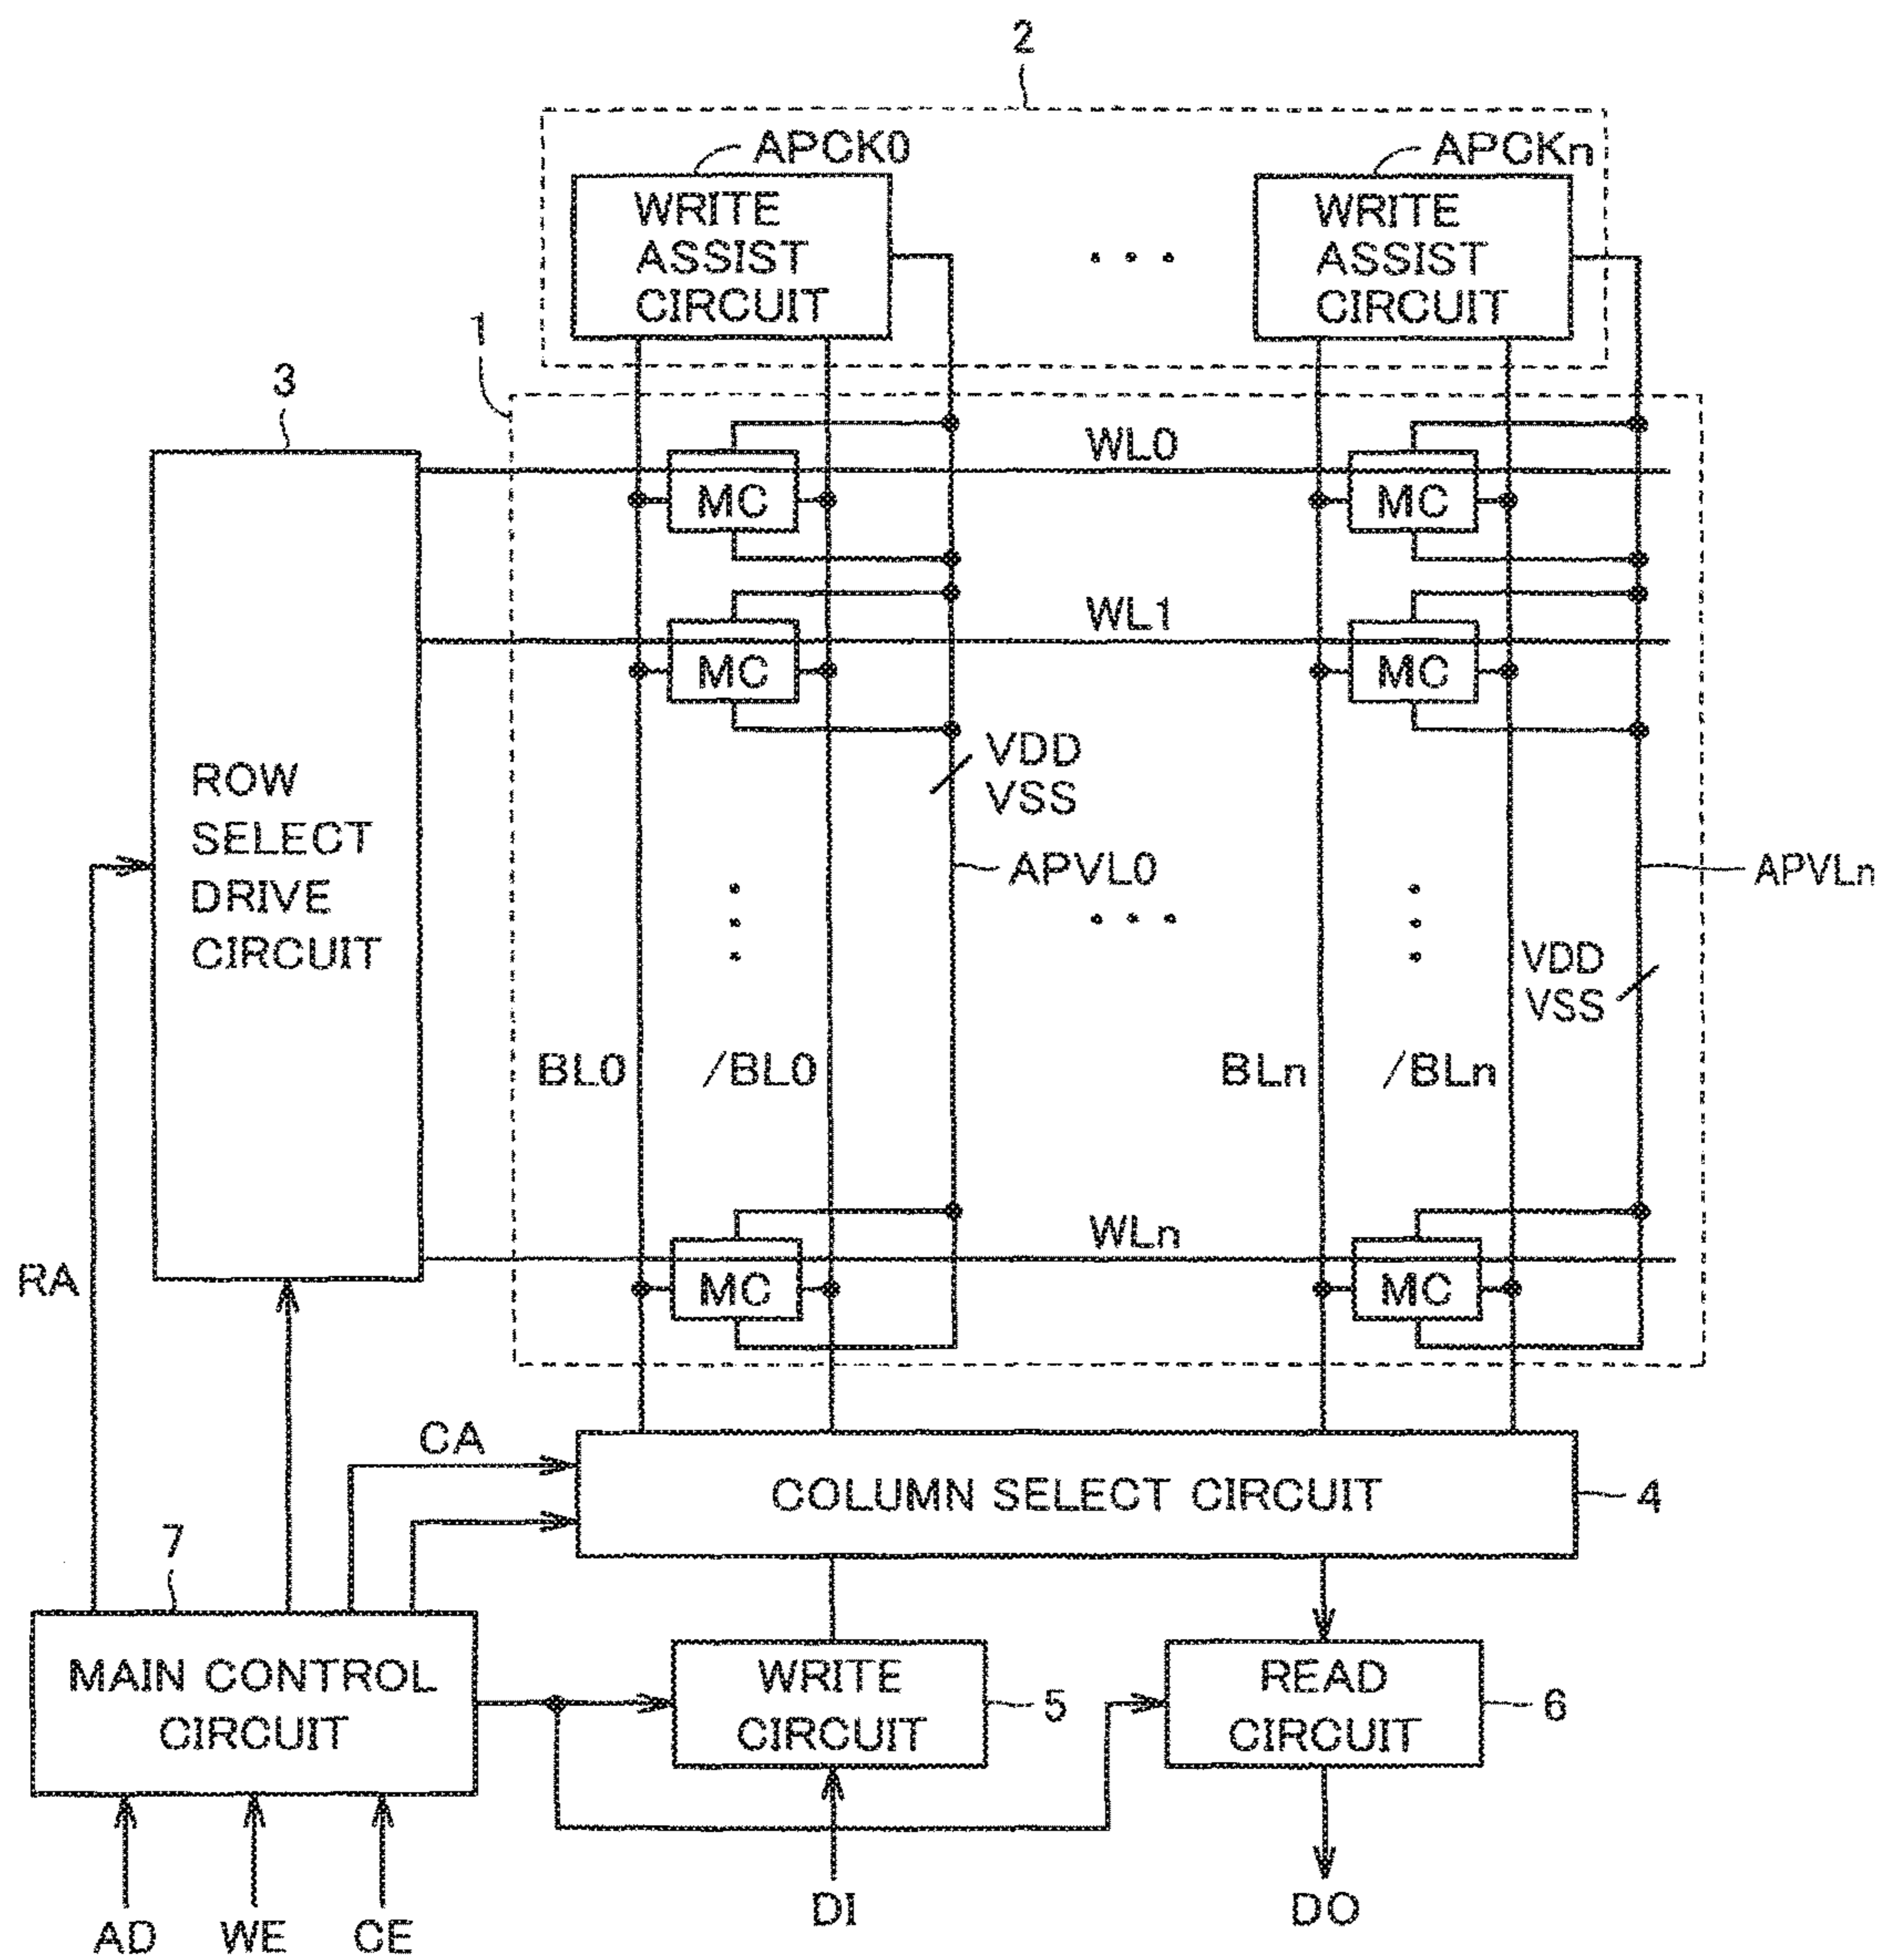 2
APCK0
APCKn
WRITE
ASSIST
CIRCUIT
. . .
WRITE
ASSIST
CIRCUIT
1
3
WL0
MC
MC
WL1
MC
MC
VDD
VSS
ROW
SELECT
DRIVE
CIRCUIT
APVL0
APVLn
. . .
VDD
VSS
BL0
/BL0
BLn
/BLn
WLn
MC
MC
RA
CA
COLUMN SELECT CIRCUIT
4
7
MAIN CONTROL
CIRCUIT
WRITE
CIRCUIT
5
READ
CIRCUIT
6
AD
WE
CE
DI
DO